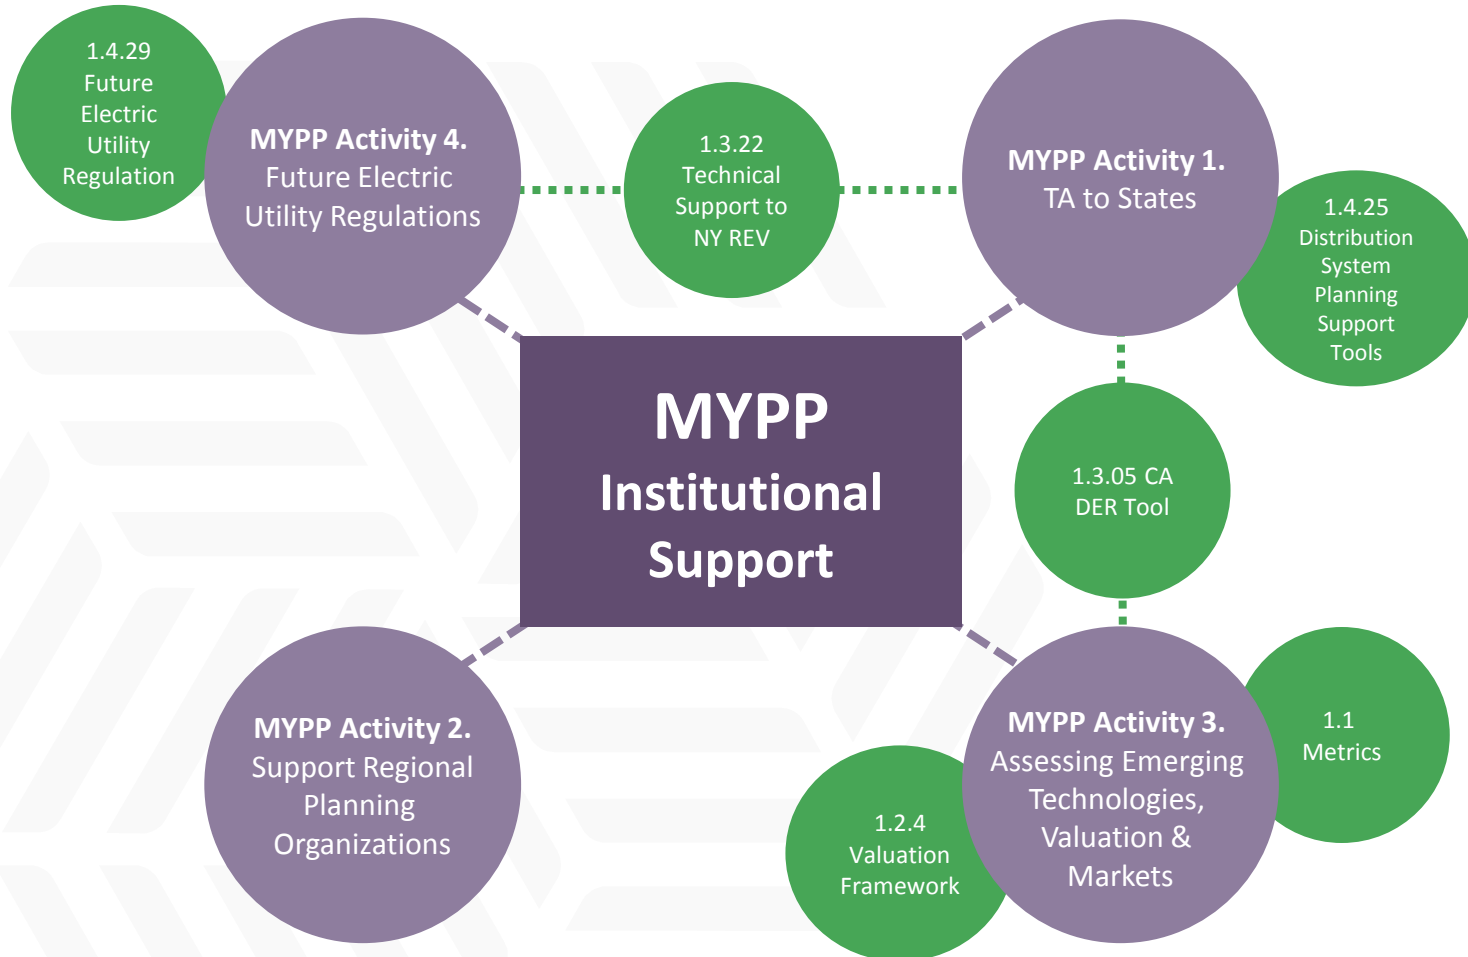 1.4.29
Future
Electric
Utility
Regulation
MYPP Activity 4.
Future Electric
Utility Regulations
1.3.22
Technical
Support to
NY REV
MYPP Activity 1.
TA to States
1.4.25
Distribution
System
Planning
Support
Tools
MYPP
Institutional
Support
1.3.05 CA
DER Tool
MYPP Activity 2.
Support Regional
Planning
Organizations
1.2.4
Valuation
Framework
MYPP Activity 3.
Assessing Emerging
Technologies,
Valuation &
Markets
1.1
Metrics